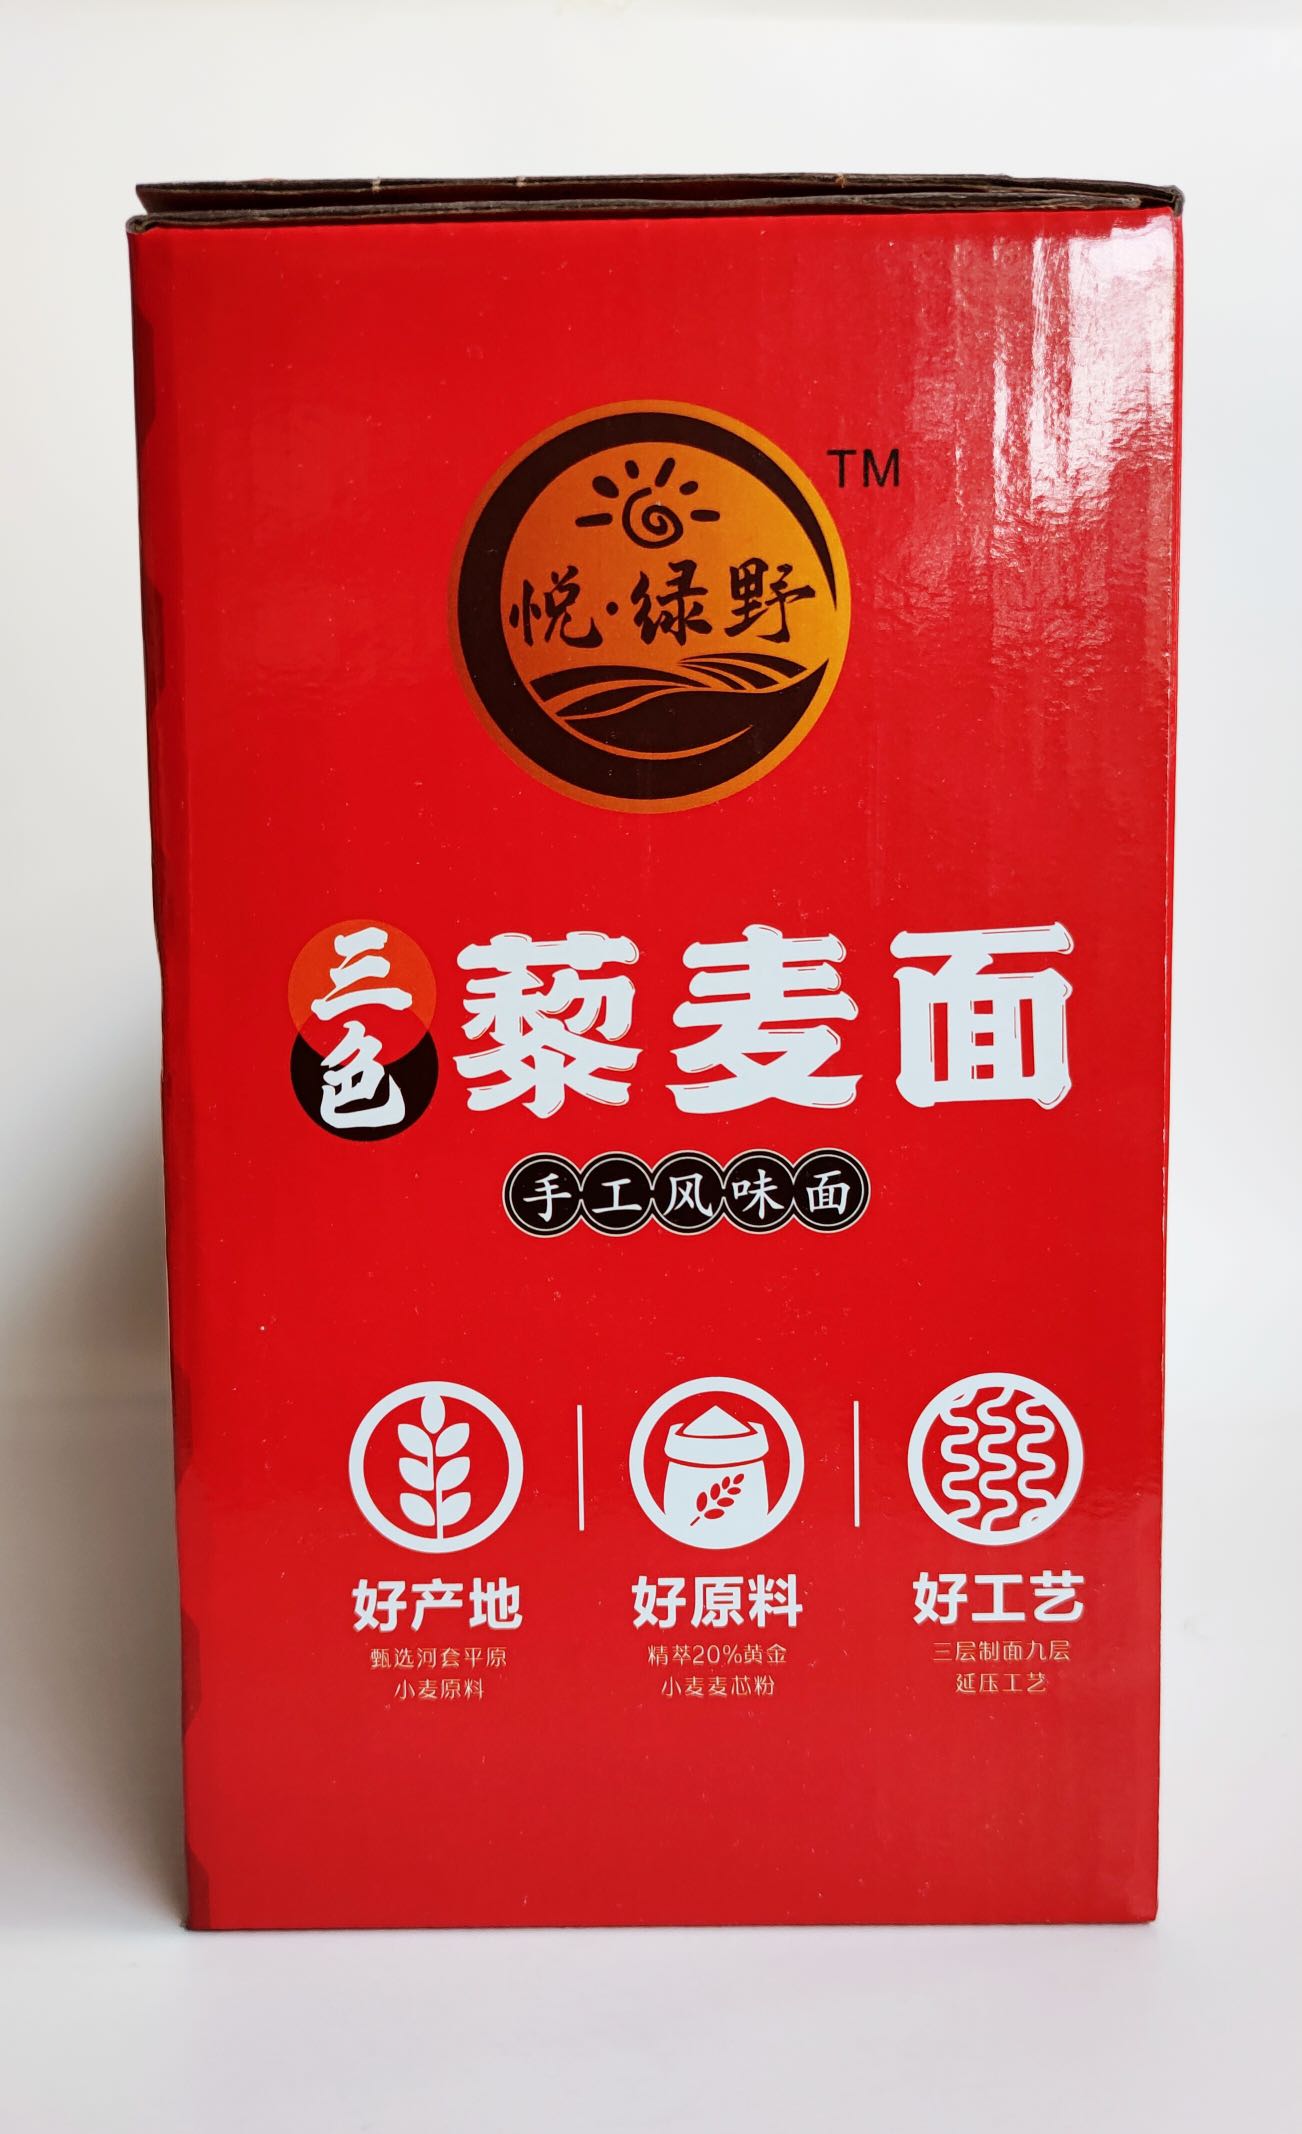 TM
悦·绿野
三色
藜麦面
手工风味面
好产地
甄选河套平原
小麦原料
好原料
精萃20%黄金
小麦麦芯粉
好工艺
三层制面九层
延压工艺